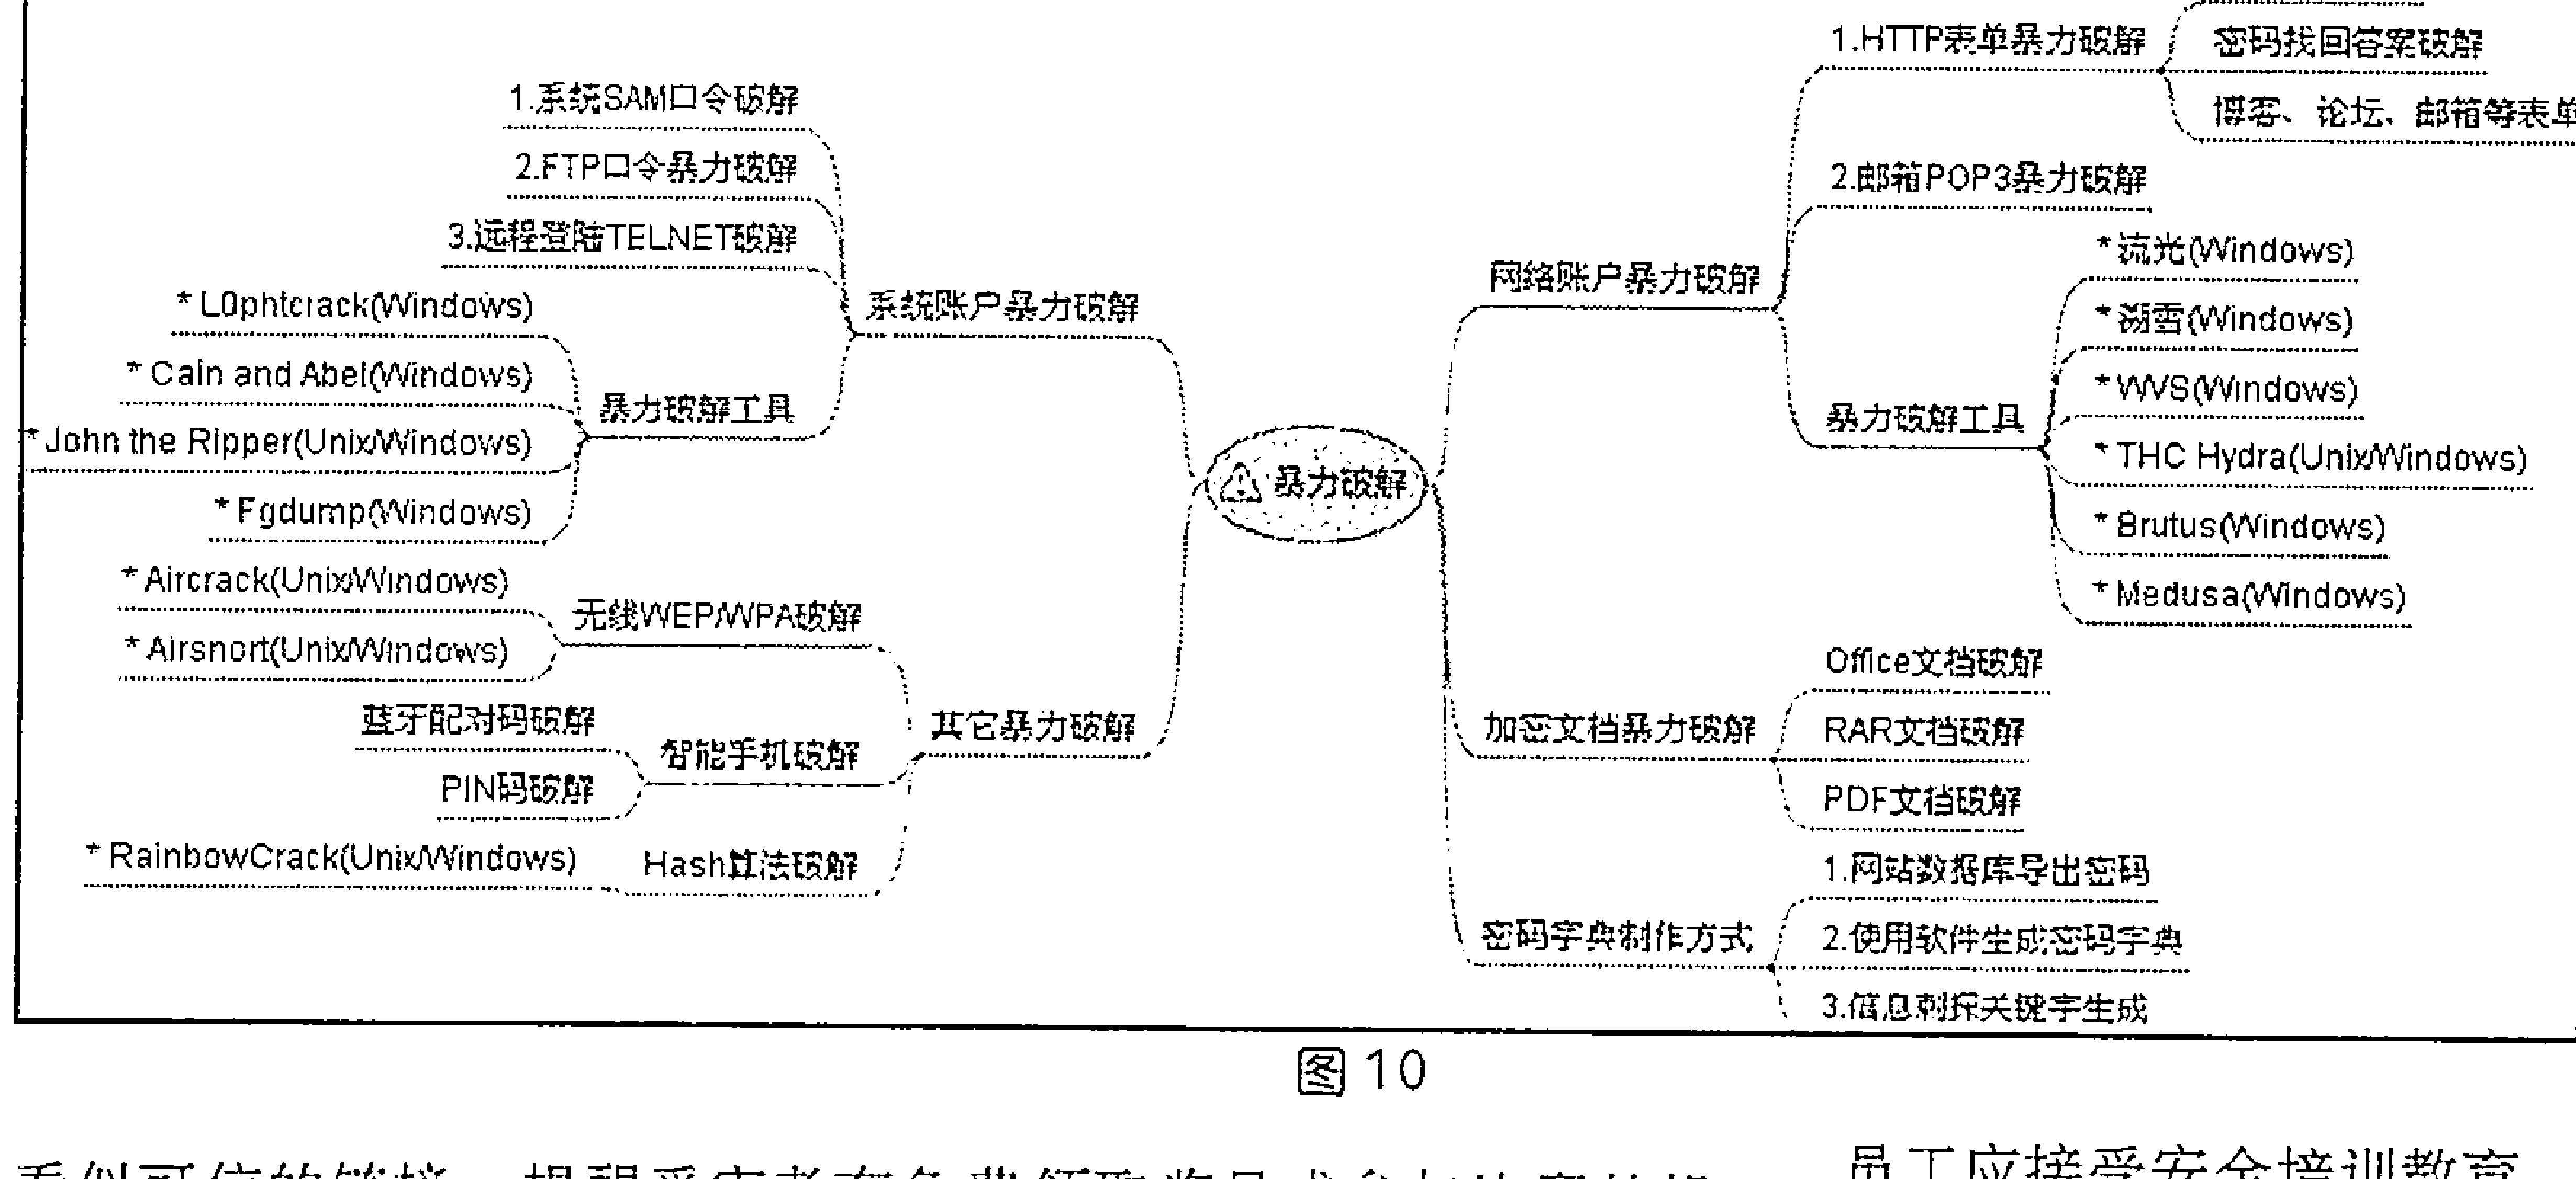 1.系统SAM口令破解
2.FTP口令暴力破解
3.远程登陆TELNET破解
系统账户暴力破解
* L0phtcrack(Windows)
* Cain and Abel(Windows)
* John the Ripper(Unix/Windows)
* Fgdump(Windows)
暴力破解工具
* Aircrack(Unix/Windows)
* Airsnort(Unix/Windows)
无线WEP/WPA破解
蓝牙配对码破解
PIN码破解
智能手机破解
其它暴力破解
* RainbowCrack(Unix/Windows)
Hash算法破解
暴力破解
1.HTTP表单暴力破解
密码找回答案破解
博客、论坛、邮箱等表单
2.邮箱POP3暴力破解
网络账户暴力破解
暴力破解工具
* 流光(Windows)
* 溯雪(Windows)
* WVS(Windows)
* THC Hydra(Unix/Windows)
* Brutus(Windows)
* Medusa(Windows)
加密文档暴力破解
Office文档破解
RAR文档破解
PDF文档破解
密码字典制作方式
1.网站数据库导出密码
2.使用软件生成密码字典
3.信息刺探关键字生成
图 10
员工应接受安全培训教育